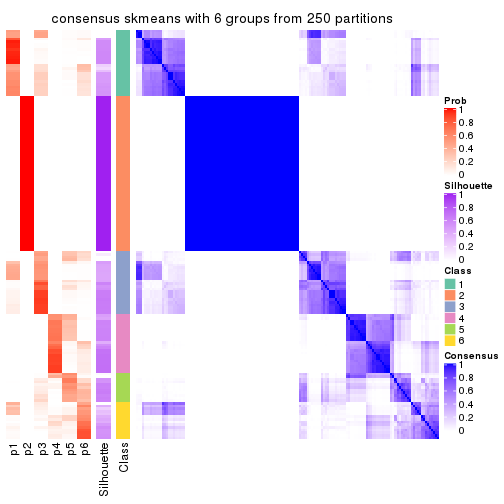 consensus skmeans with 6 groups from 250 partitions
Prob
1
0.8
0.6
0.4
0.2
0
Silhouette
1
0.8
0.6
0.4
0.2
0
Class
1
2
3
4
5
6
Consensus
1
0.8
0.6
0.4
0.2
0
p1
p2
p3
p4
p5
p6
Silhouette
Class